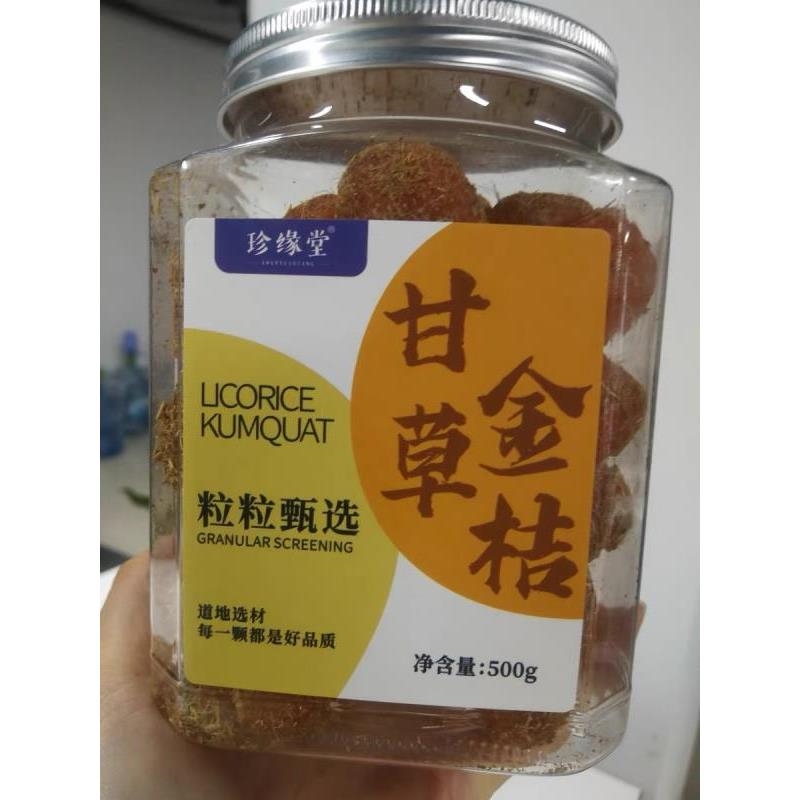 珍缘堂®
甘草
金桔
LICORICE
KUMQUAT
粒粒甄选
GRANULAR SCREENING
道地选材
每一颗都是好品质
净含量:500g